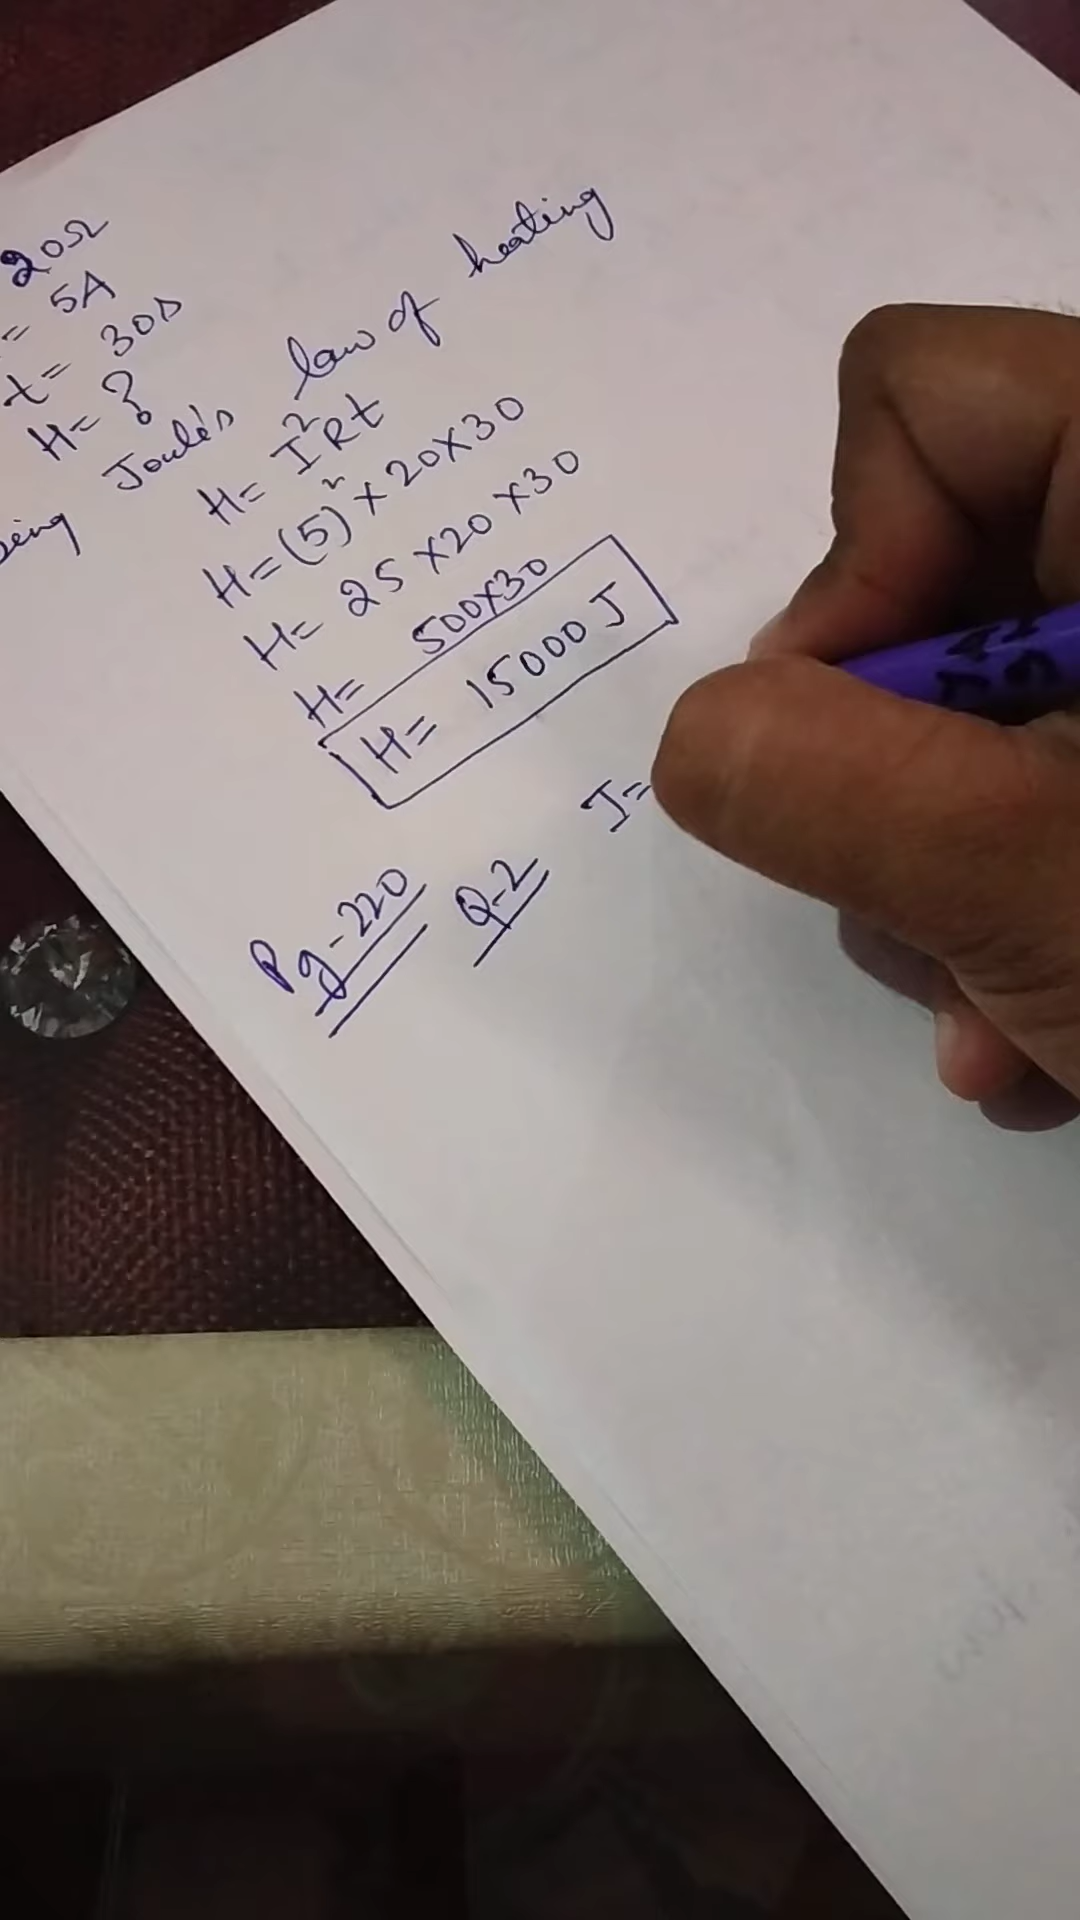 20Ω
= 5A
t= 30s
H= ?
Joule's law of heating
H= I²Rt
H= (5)² × 20×30
H= 25 ×20 ×30
H= 500×30
H= 15000 J
Pg-220 Q-2 I=